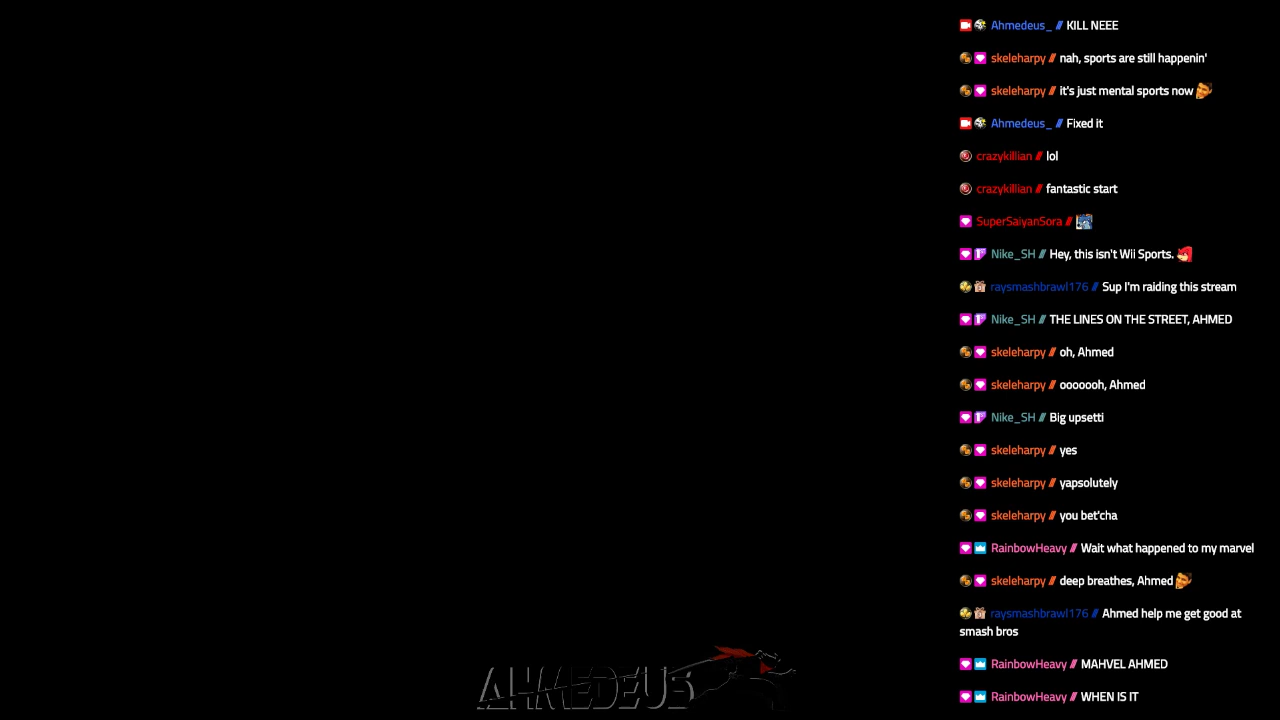 Ahmedeus_ // KILL NEEE
skeleharpy // nah, sports are still happenin'
skeleharpy // it's just mental sports now
Ahmedeus_ // Fixed it
crazykillian // lol
crazykillian // fantastic start
SuperSaiyanSora //
Nike_SH // Hey, this isn't Wii Sports.
raysmashbrawl176 // Sup I'm raiding this stream
Nike_SH // THE LINES ON THE STREET, AHMED
skeleharpy // oh, Ahmed
skeleharpy // ooooooh, Ahmed
Nike_SH // Big upsetti
skeleharpy // yes
skeleharpy // yapsolutely
skeleharpy // you bet'cha
RainbowHeavy // Wait what happened to my marvel
skeleharpy // deep breathes, Ahmed
raysmashbrawl176 // Ahmed help me get good at
smash bros
RainbowHeavy // MAHVEL AHMED
RainbowHeavy // WHEN IS IT
AHMEDEUS